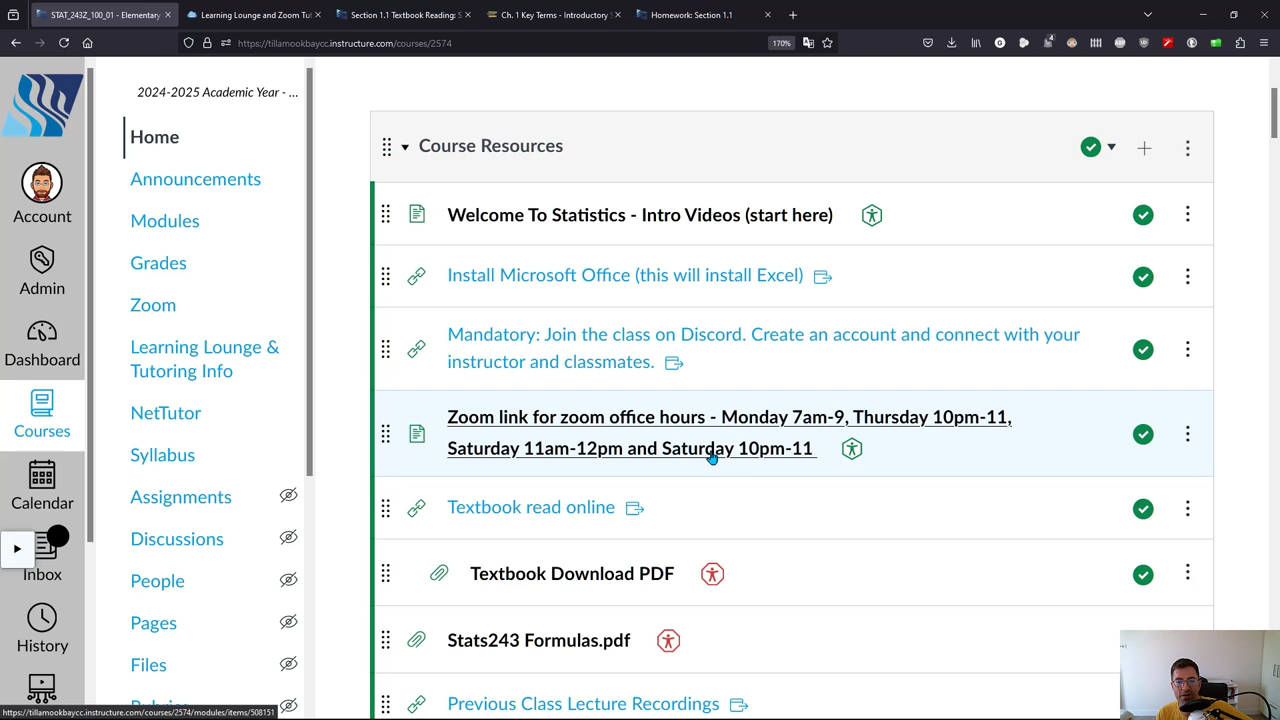 STAT_243Z_100_01 - Elementary
Learning Lounge and Zoom Tut
Section 1.1 Textbook Reading: S
Ch. 1 Key Terms - Introductory S
Homework: Section 1.1
https://tillamookbaycc.instructure.com/courses/2574
170%
2024-2025 Academic Year - ...
Home
Announcements
Modules
Grades
Zoom
Learning Lounge &
Tutoring Info
NetTutor
Syllabus
Assignments
Discussions
People
Pages
Files
Account
Admin
Dashboard
Courses
Calendar
Inbox
History
Course Resources
Welcome To Statistics - Intro Videos (start here)
Install Microsoft Office (this will install Excel)
Mandatory: Join the class on Discord. Create an account and connect with your
instructor and classmates.
Zoom link for zoom office hours - Monday 7am-9, Thursday 10pm-11,
Saturday 11am-12pm and Saturday 10pm-11
Textbook read online
Textbook Download PDF
Stats243 Formulas.pdf
Previous Class Lecture Recordings
https://tillamookbaycc.instructure.com/courses/2574/modules/items/508151